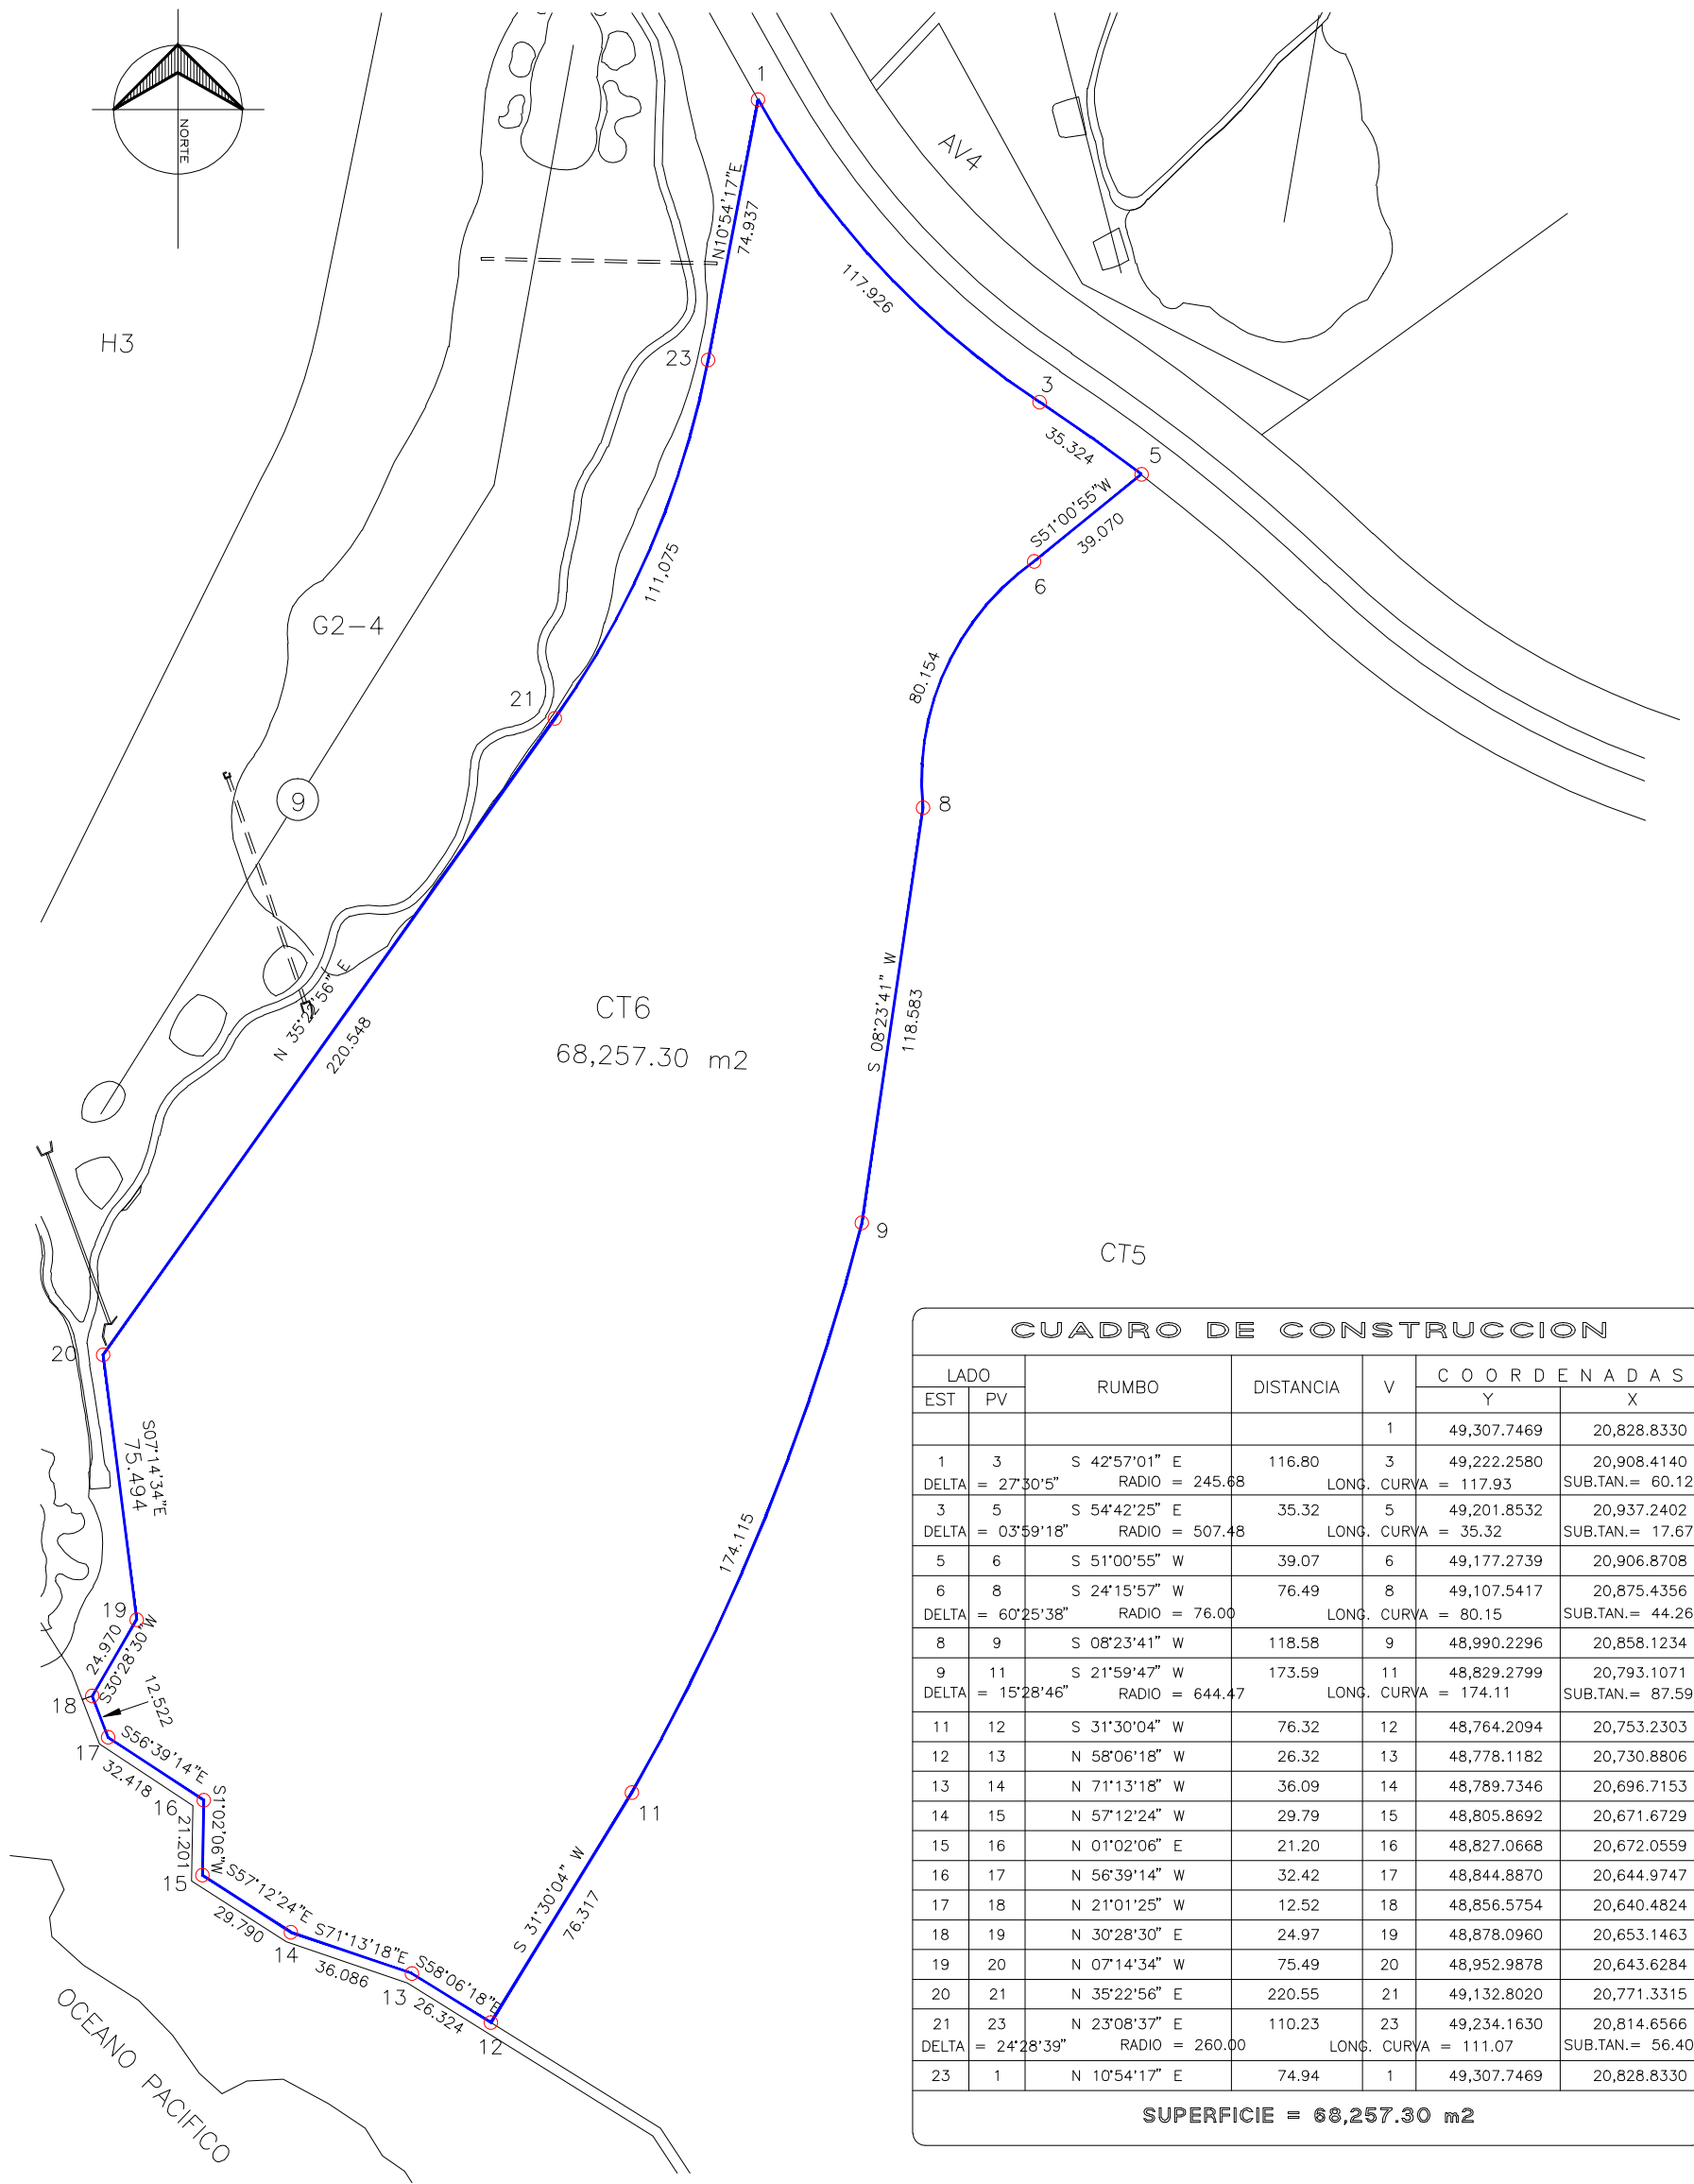 NORTE
1
AV4
N10°54'17"E
74.937
117.926
H3
23
3
35.324
5
S51°00'55"W
39.070
6
111.075
G2-4
80.154
21
9
8
S 08°23'41" W
118.583
N 35°22'56" E
220.548
CT6
68,257.30 m2
9
CT5
20
S07°14'34"E
75.494
174.115
19
24.970
S30°28'30"W
18
12.522
17
S56°39'14"E
32.418
16
S1°02'06"W
21.201
15
S57°12'24"E
29.790
14
S71°13'18"E
36.086
13
S58°06'18"E
26.324
12
11
S 31°30'04" W
76.317
OCEANO PACIFICO
CUADRO DE CONSTRUCCION
LADO RUMBO DISTANCIA V COORDENADAS
EST PV Y X
1 49,307.7469 20,828.8330
1 3 S 42°57'01" E 116.80 3 49,222.2580 20,908.4140
DELTA = 27°30'5" RADIO = 245.68 LONG. CURVA = 117.93 SUB.TAN.= 60.12
3 5 S 54°42'25" E 35.32 5 49,201.8532 20,937.2402
DELTA = 03°59'18" RADIO = 507.48 LONG. CURVA = 35.32 SUB.TAN.= 17.67
5 6 S 51°00'55" W 39.07 6 49,177.2739 20,906.8708
6 8 S 24°15'57" W 76.49 8 49,107.5417 20,875.4356
DELTA = 60°25'38" RADIO = 76.00 LONG. CURVA = 80.15 SUB.TAN.= 44.26
8 9 S 08°23'41" W 118.58 9 48,990.2296 20,858.1234
9 11 S 21°59'47" W 173.59 11 48,829.2799 20,793.1071
DELTA = 15°28'46" RADIO = 644.47 LONG. CURVA = 174.11 SUB.TAN.= 87.59
11 12 S 31°30'04" W 76.32 12 48,764.2094 20,753.2303
12 13 N 58°06'18" W 26.32 13 48,778.1182 20,730.8806
13 14 N 71°13'18" W 36.09 14 48,789.7346 20,696.7153
14 15 N 57°12'24" W 29.79 15 48,805.8692 20,671.6729
15 16 N 01°02'06" E 21.20 16 48,827.0668 20,672.0559
16 17 N 56°39'14" W 32.42 17 48,844.8870 20,644.9747
17 18 N 21°01'25" W 12.52 18 48,856.5754 20,640.4824
18 19 N 30°28'30" E 24.97 19 48,878.0960 20,653.1463
19 20 N 07°14'34" W 75.49 20 48,952.9878 20,643.6284
20 21 N 35°22'56" E 220.55 21 49,132.8020 20,771.3315
21 23 N 23°08'37" E 110.23 23 49,234.1630 20,814.6566
DELTA = 24°28'39" RADIO = 260.00 LONG. CURVA = 111.07 SUB.TAN.= 56.40
23 1 N 10°54'17" E 74.94 1 49,307.7469 20,828.8330
SUPERFICIE = 68,257.30 m2